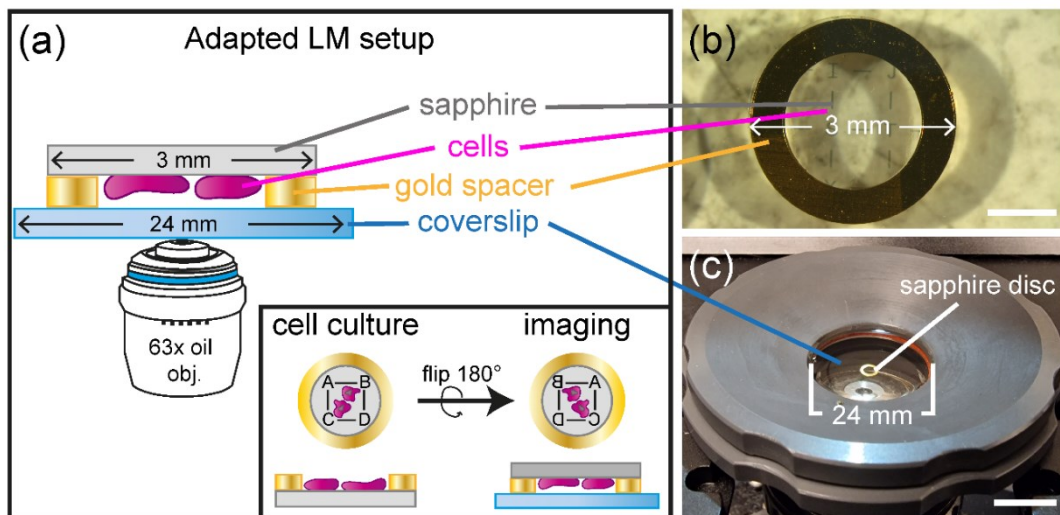 (a)
Adapted LM setup
sapphire
3 mm
cells
gold spacer
24 mm
coverslip
63x oil
obj.
cell culture
imaging
A B
C D
flip 180°
B A
D C
(b)
I J
3 mm
(c)
sapphire disc
24 mm